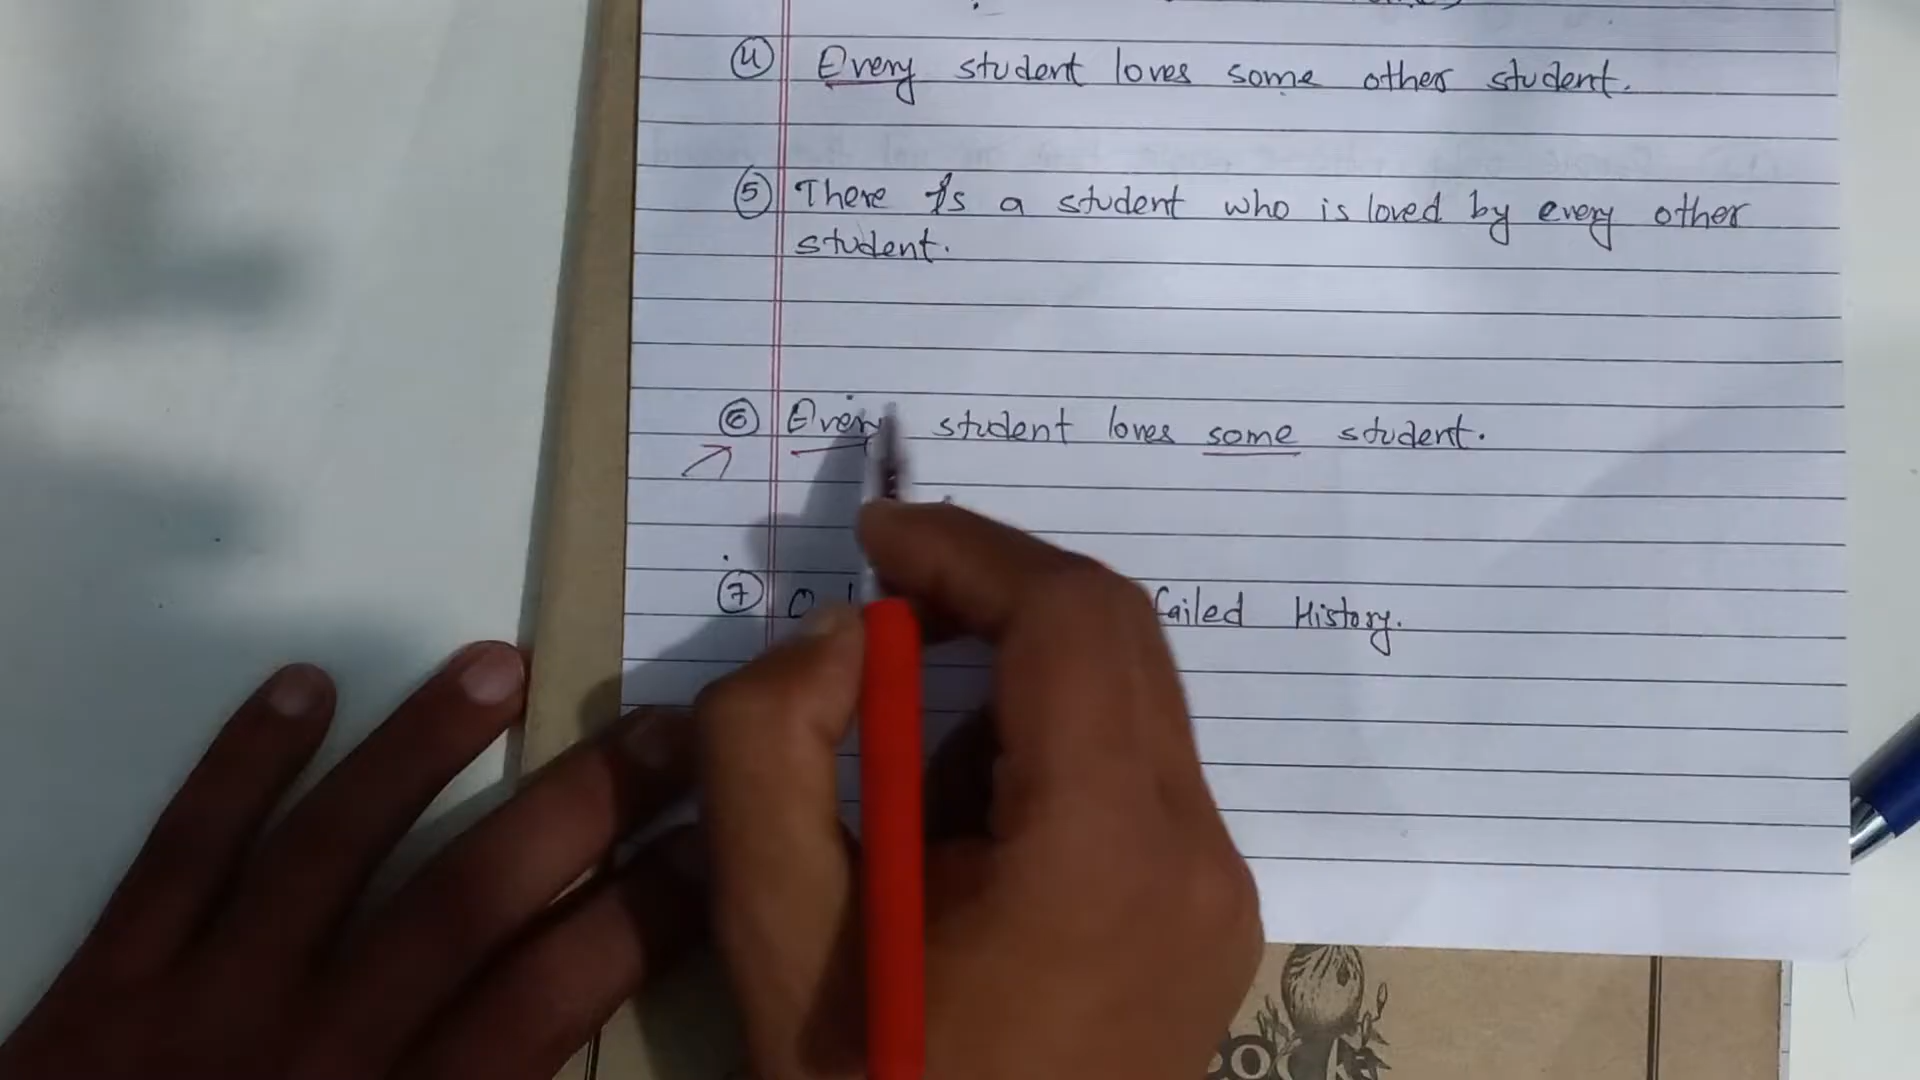 ④ Every student loves some other student.
⑤ There is a student who is loved by every other
student.
⑥ Every student loves some student.
⑦ failed History.